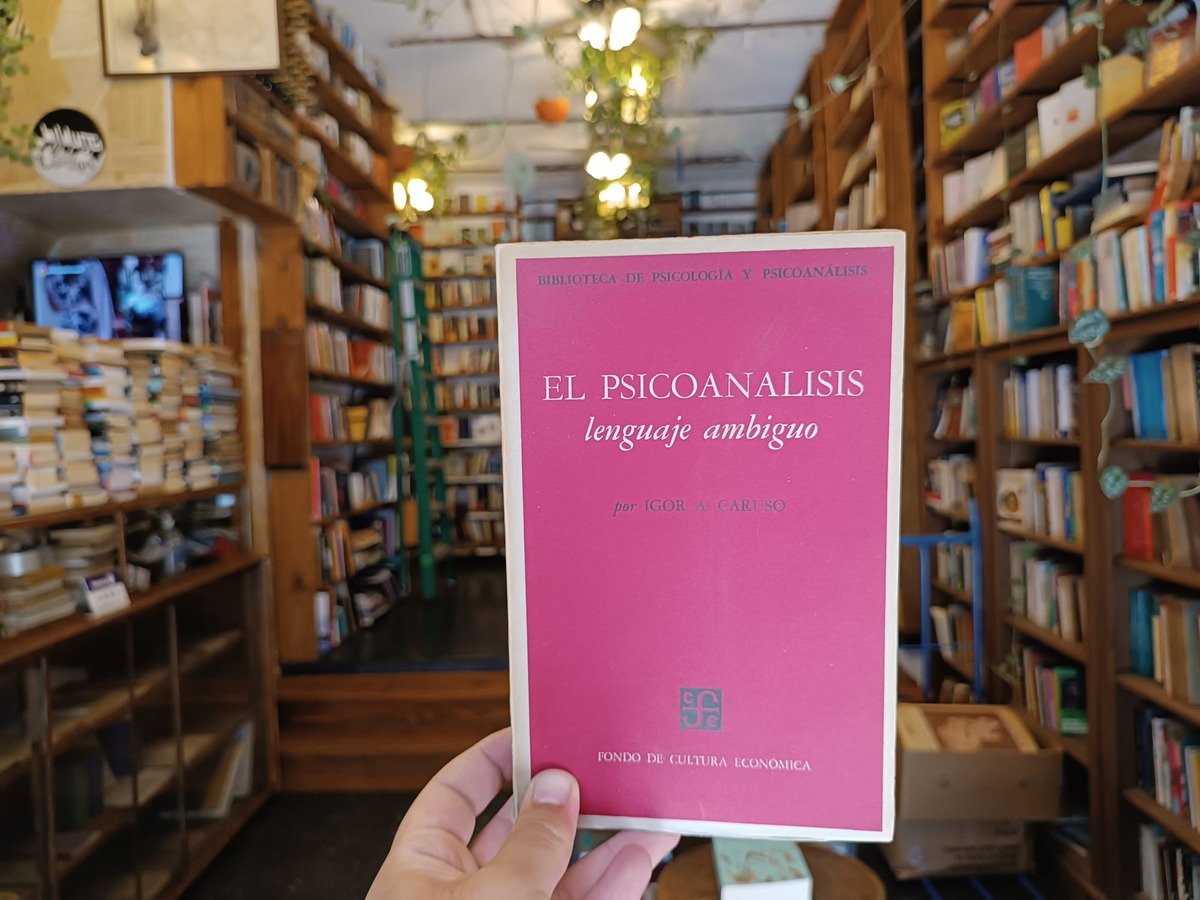 BIBLIOTECA DE PSICOLOGÍA Y PSICOANÁLISIS
EL PSICOANALISIS
lenguaje ambiguo
por IGOR A. CARUSO
FONDO DE CULTURA ECONÓMICA